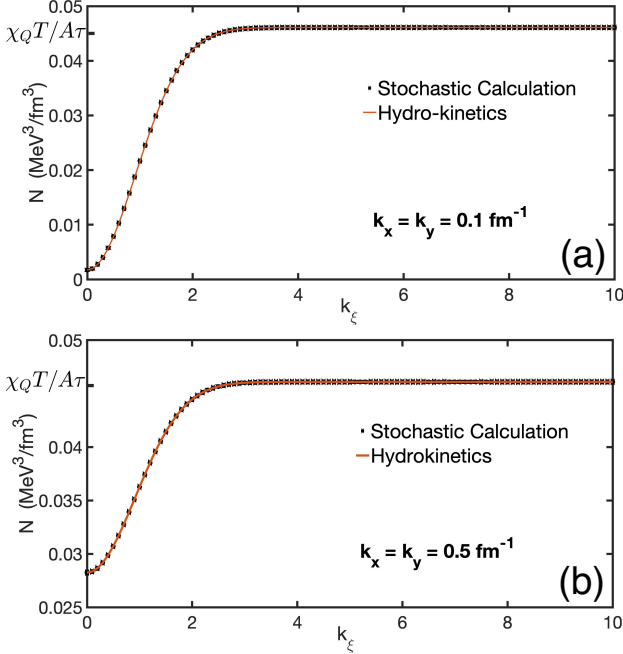 0.05
χ_Q T/Aτ
0.04
0.03
0.02
0.01
0
N (MeV³/fm³)
Stochastic Calculation
Hydro-kinetics
k_x = k_y = 0.1 fm⁻¹
(a)
0 2 4 6 8 10
k_ξ
0.05
χ_Q T/Aτ
0.04
0.035
0.03
0.025
N (MeV³/fm³)
Stochastic Calculation
Hydrokinetics
k_x = k_y = 0.5 fm⁻¹
(b)
0 2 4 6 8 10
k_ξ